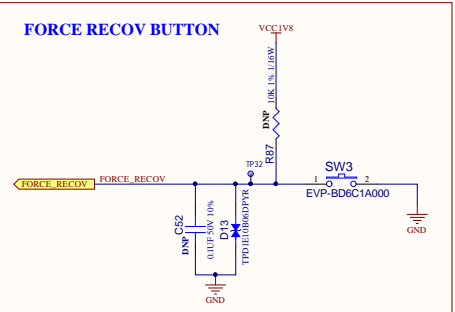 FORCE RECOV BUTTON
VCC1V8
10K 1% 1/16W
DNP
R87
TP32
SW3
1
2
EVP-BD6C1A000
FORCE_RECOV
FORCE_RECOV
C52
DNP
0.1UF 50V 10%
D13
TPD1E10B06DPYR
GND
GND